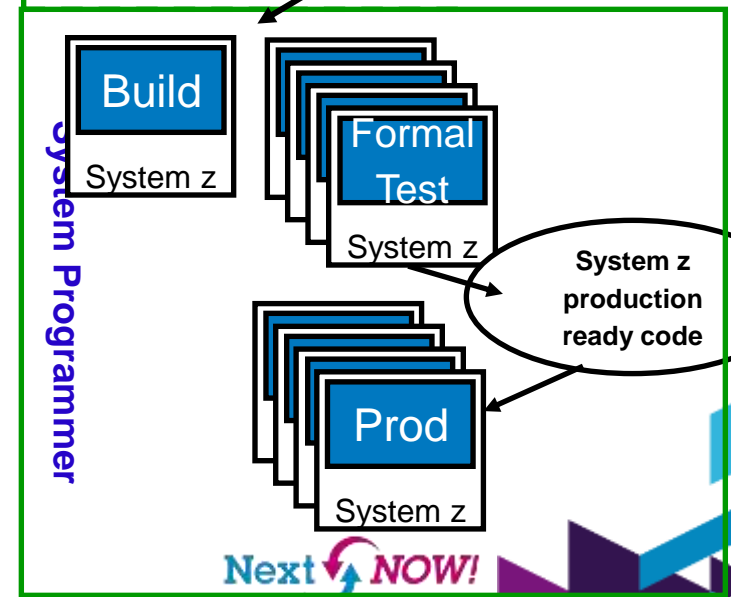 Build
System z
Formal
Test
System z
System z
production
ready code
System Programmer
Prod
System z
Next NOW!